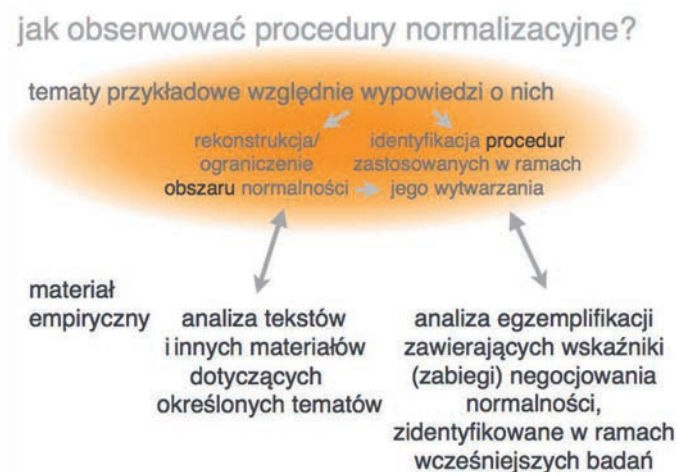 jak obserwować procedury normalizacyjne?
tematy przykładowe względnie wypowiedzi o nich
rekonstrukcja/
ograniczenie
obszaru normalności
identyfikacja procedur
zastosowanych w ramach
jego wytwarzania
materiał
empiryczny
analiza tekstów
i innych materiałów
dotyczących
określonych tematów
analiza egzemplifikacji
zawierających wskaźniki
(zabiegi) negocjowania
normalności,
zidentyfikowane w ramach
wcześniejszych badań